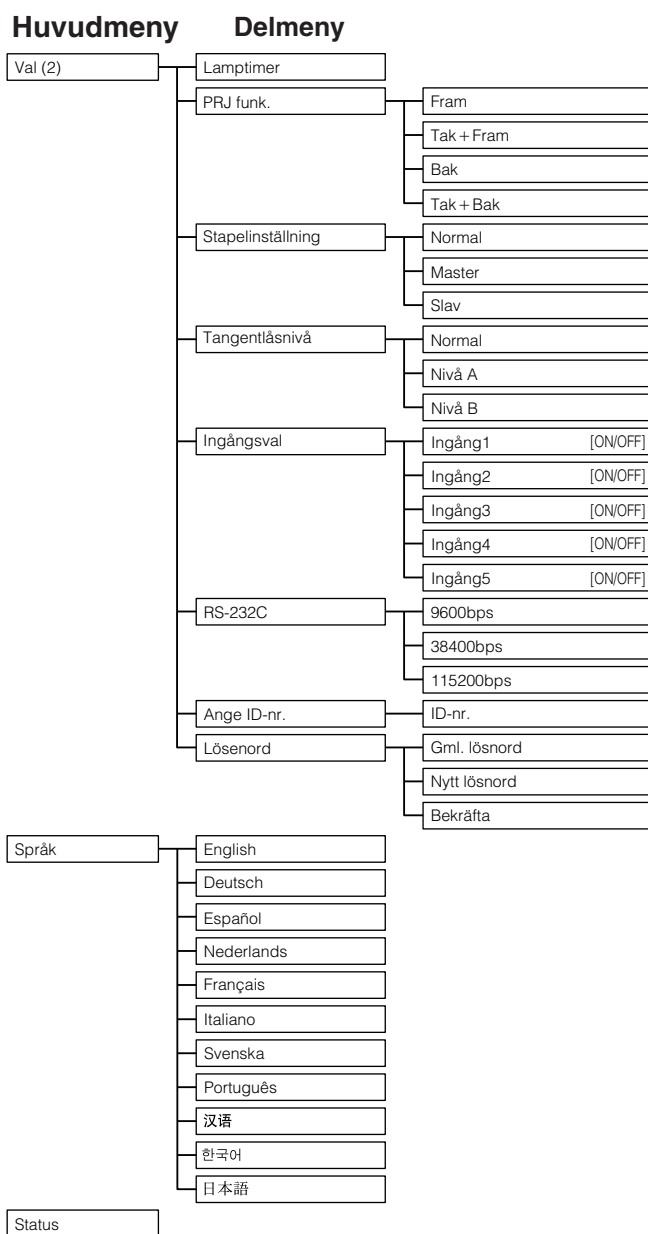 Huvudmeny Delmeny
Val (2) Lamptimer
PRJ funk. Fram
Tak+Fram
Bak
Tak+Bak
Stapelinställning Normal
Master
Slav
Tangentlåsnivå Normal
Nivå A
Nivå B
Ingångsval Ingång1 [ON/OFF]
Ingång2 [ON/OFF]
Ingång3 [ON/OFF]
Ingång4 [ON/OFF]
Ingång5 [ON/OFF]
RS-232C 9600bps
38400bps
115200bps
Ange ID-nr. ID-nr.
Lösenord Gml. lösnord
Nytt lösnord
Bekräfta
Språk English
Deutsch
Español
Nederlands
Français
Italiano
Svenska
Português
汉语
한국어
日本語
Status